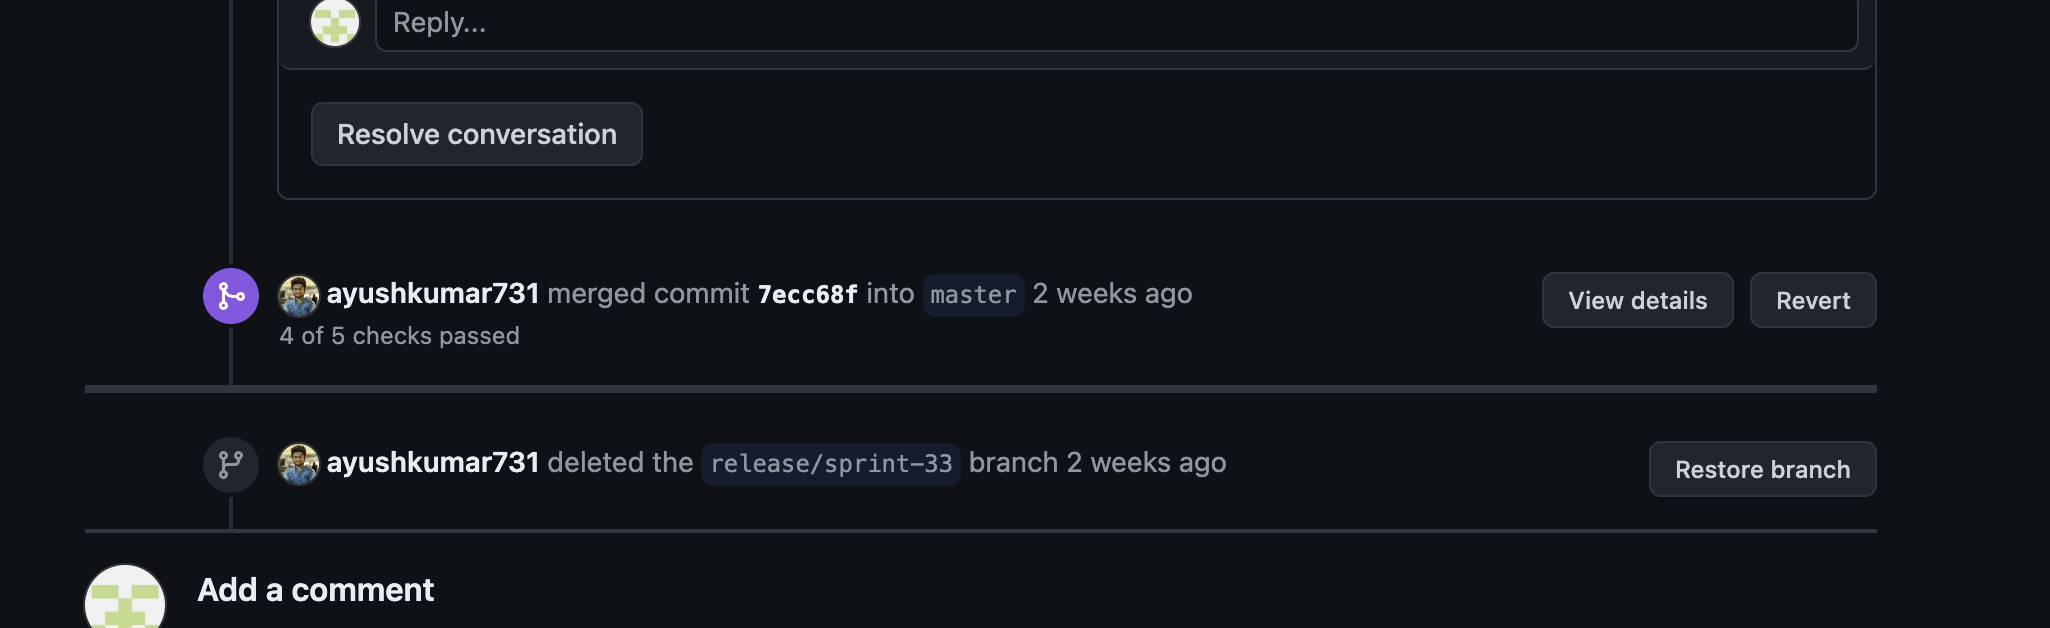 Reply...
Resolve conversation
ayushkumar731 merged commit 7ecc68f into master 2 weeks ago
View details
Revert
4 of 5 checks passed
ayushkumar731 deleted the release/sprint-33 branch 2 weeks ago
Restore branch
Add a comment